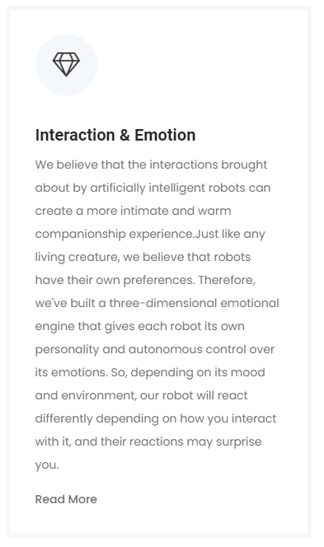 Interaction & Emotion
We believe that the interactions brought
about by artificially intelligent robots can
create a more intimate and warm
companionship experience.Just like any
living creature, we believe that robots
have their own preferences. Therefore,
we've built a three-dimensional emotional
engine that gives each robot its own
personality and autonomous control over
its emotions. So, depending on its mood
and environment, our robot will react
differently depending on how you interact
with it, and their reactions may surprise
you.
Read More